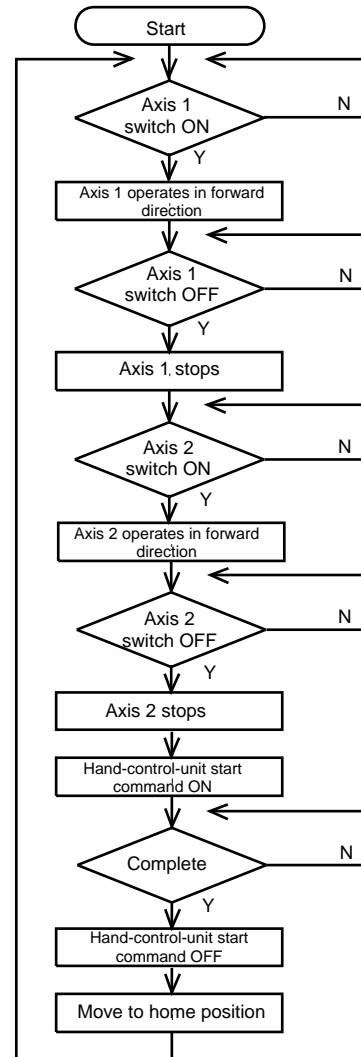 Start
Axis 1
switch ON
N
Y
Axis 1 operates in forward
direction
Axis 1
switch OFF
N
Y
Axis 1 stops
Axis 2
switch ON
N
Y
Axis 2 operates in forward
direction
Axis 2
switch OFF
N
Y
Axis 2 stops
Hand-control-unit start
command ON
Complete
N
Y
Hand-control-unit start
command OFF
Move to home position